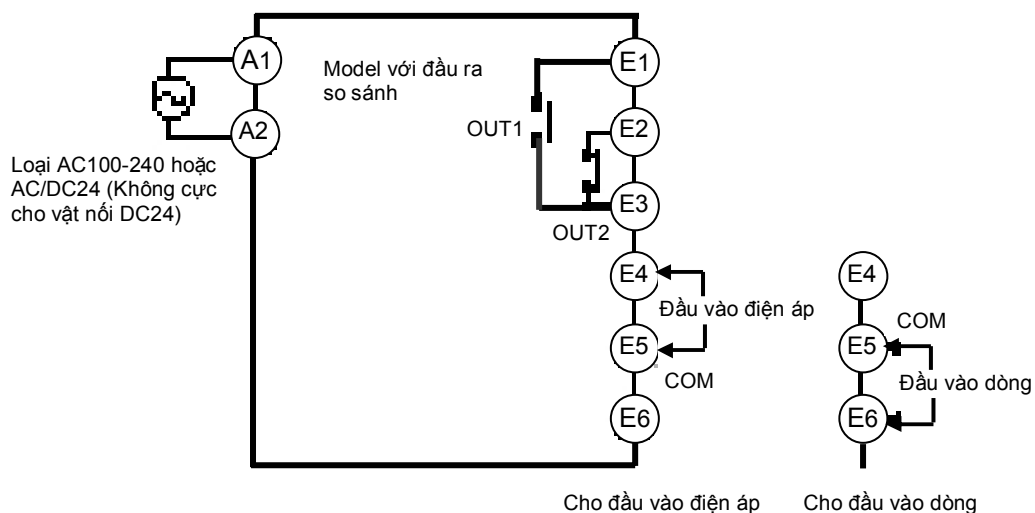 A1
A2
Loại AC100-240 hoặc
AC/DC24 (Không cực
cho vật nối DC24)
Model với đầu ra
so sánh
OUT1
OUT2
E1
E2
E3
E4
E5
E6
Đầu vào điện áp
COM
E4
COM
E5
Đầu vào dòng
E6
Cho đầu vào điện áp
Cho đầu vào dòng